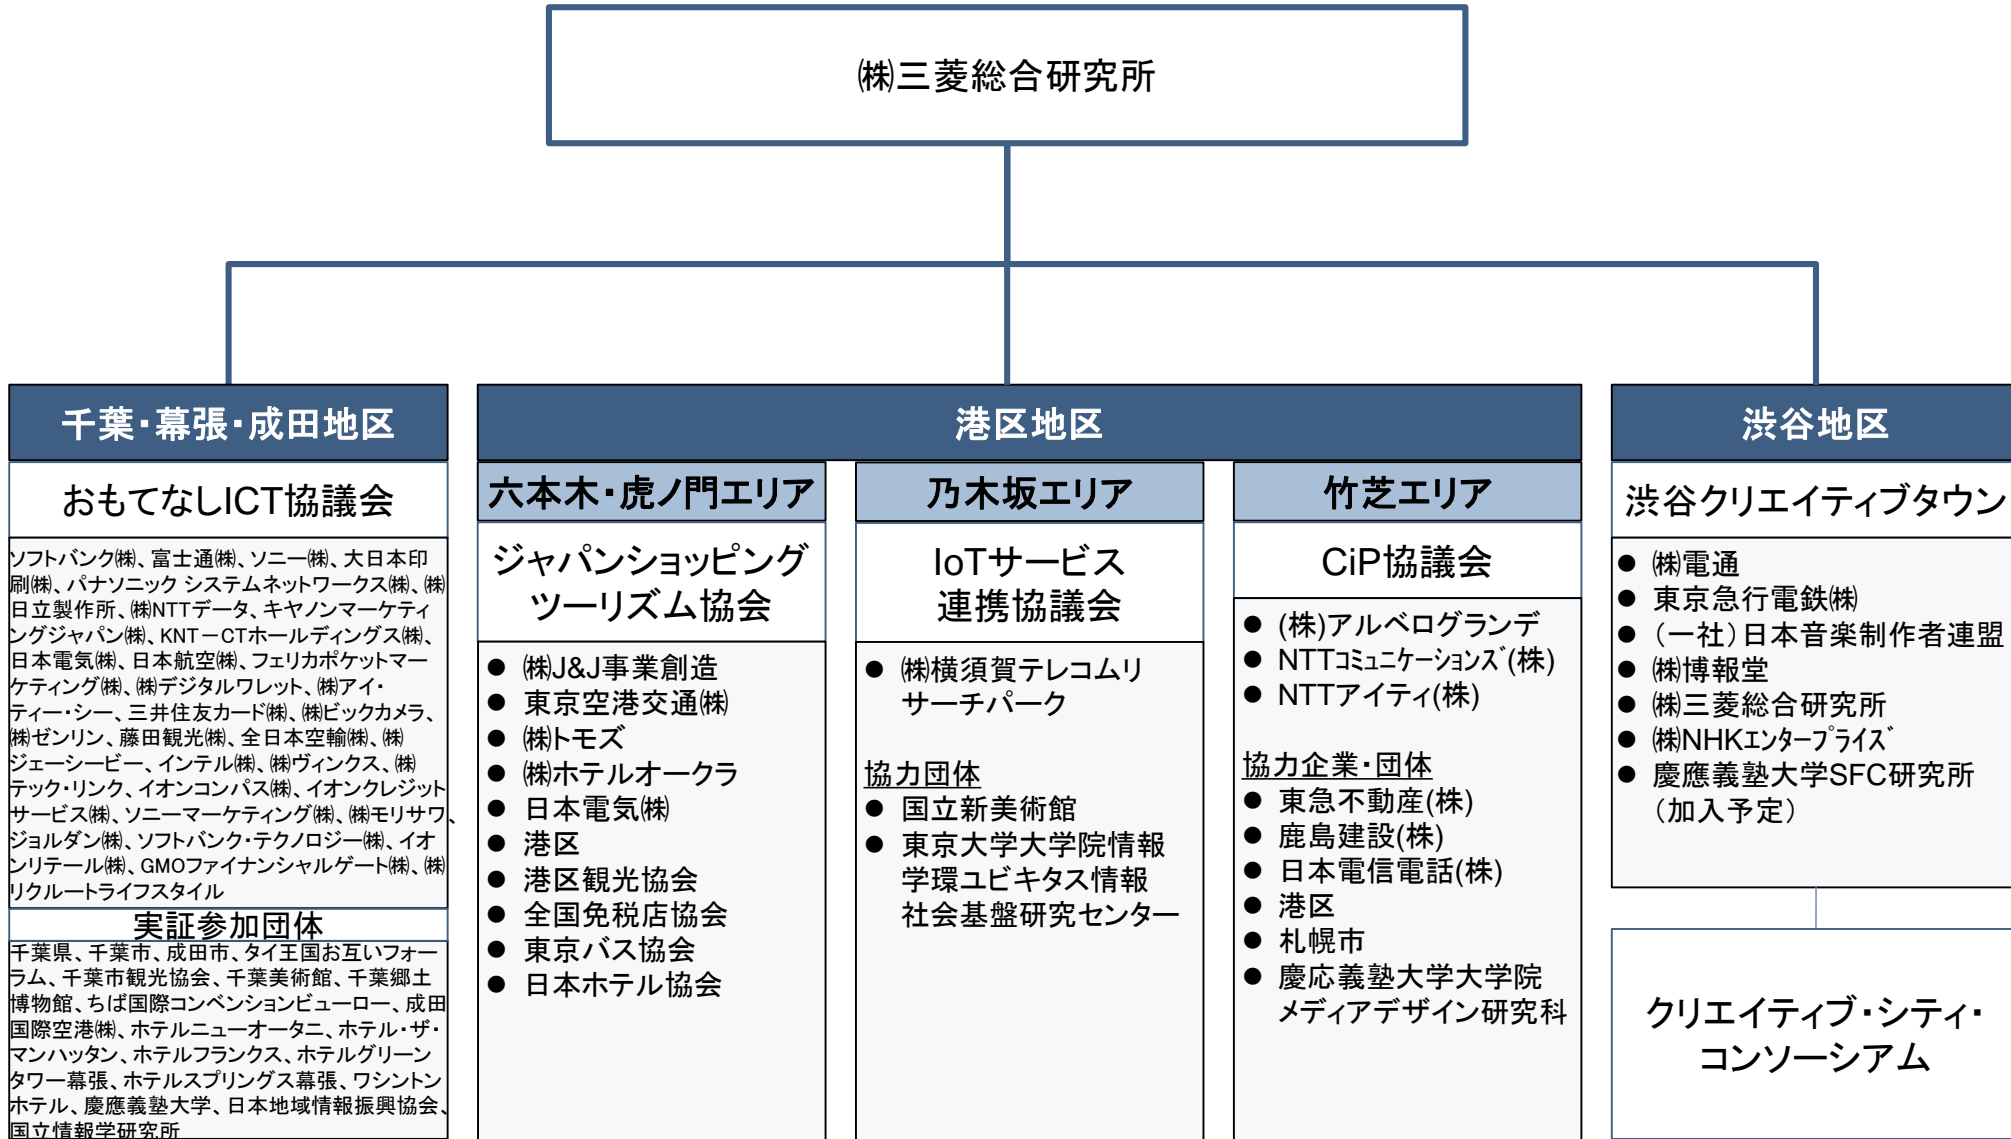 ㈱三菱総合研究所
千葉・幕張・成田地区
おもてなしICT協議会
ソフトバンク㈱、富士通㈱、ソニー㈱、大日本印
刷㈱、パナソニック システムネットワークス㈱、㈱
日立製作所、㈱NTTデータ、キヤノンマーケティ
ングジャパン㈱、KNT－CTホールディングス㈱、
日本電気㈱、日本航空㈱、フェリカポケットマー
ケティング㈱、㈱デジタルワレット、㈱アイ・
ティー・シー、三井住友カード㈱、㈱ビックカメラ、
㈱ゼンリン、藤田観光㈱、全日本空輸㈱、㈱
ジェーシービー、インテル㈱、㈱ヴィンクス、㈱
テック・リンク、イオンコンパス㈱、イオンクレジット
サービス㈱、ソニーマーケティング㈱、㈱モリサワ、
ジョルダン㈱、ソフトバンク・テクノロジー㈱、イオ
ンリテール㈱、GMOファイナンシャルゲート㈱、㈱
リクルートライフスタイル
実証参加団体
千葉県、千葉市、成田市、タイ王国お互いフォー
ラム、千葉市観光協会、千葉美術館、千葉郷土
博物館、ちば国際コンベンションビューロー、成田
国際空港㈱、ホテルニューオータニ、ホテル・ザ・
マンハッタン、ホテルフランクス、ホテルグリーン
タワー幕張、ホテルスプリングス幕張、ワシントン
ホテル、慶應義塾大学、日本地域情報振興協会、
国立情報学研究所
港区地区
六本木・虎ノ門エリア
ジャパンショッピング
ツーリズム協会
● ㈱J&J事業創造
● 東京空港交通㈱
● ㈱トモズ
● ㈱ホテルオークラ
● 日本電気㈱
● 港区
● 港区観光協会
● 全国免税店協会
● 東京バス協会
● 日本ホテル協会
乃木坂エリア
IoTサービス
連携協議会
● ㈱横須賀テレコムリ
サーチパーク
協力団体
● 国立新美術館
● 東京大学大学院情報
学環ユビキタス情報
社会基盤研究センター
竹芝エリア
CiP協議会
● (株)アルベログランデ
● NTTｺﾐｭﾆｹｰｼｮﾝｽﾞ(株)
● NTTアイティ(株)
協力企業・団体
● 東急不動産(株)
● 鹿島建設(株)
● 日本電信電話(株)
● 港区
● 札幌市
● 慶応義塾大学大学院
メディアデザイン研究科
渋谷地区
渋谷クリエイティブタウン
● ㈱電通
● 東京急行電鉄㈱
● （一社）日本音楽制作者連盟
● ㈱博報堂
● ㈱三菱総合研究所
● ㈱NHKｴﾝﾀｰﾌﾟﾗｲｽﾞ
● 慶應義塾大学SFC研究所
（加入予定）
クリエイティブ・シティ・
コンソーシアム